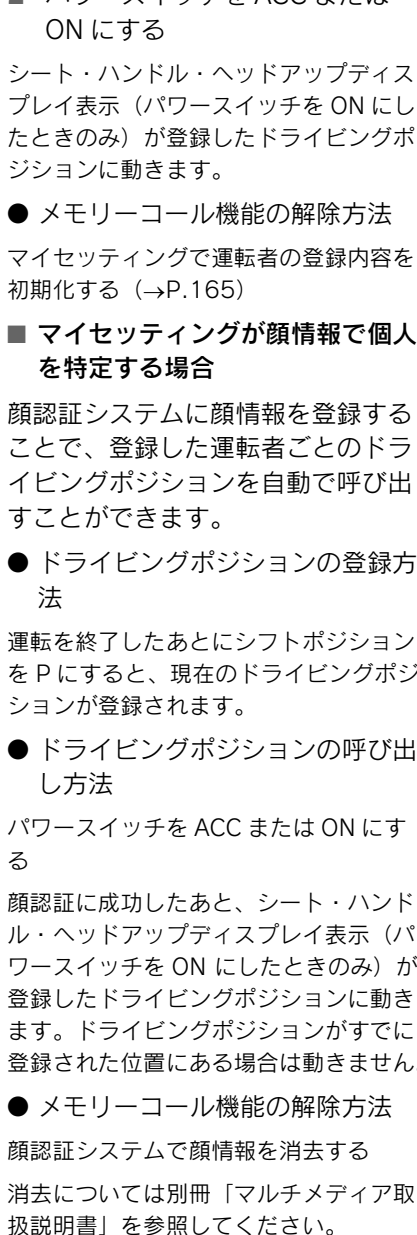 ■ パワースイッチを ACC または
ON にする
シート・ハンドル・ヘッドアップディス
プレイ表示（パワースイッチを ON にし
たときのみ）が登録したドライビングポ
ジションに動きます。
● メモリーコール機能の解除方法
マイセッティングで運転者の登録内容を
初期化する（→P.165）
■ マイセッティングが顔情報で個人
を特定する場合
顔認証システムに顔情報を登録する
ことで、登録した運転者ごとのドラ
イビングポジションを自動で呼び出
すことができます。
● ドライビングポジションの登録方
法
運転を終了したあとにシフトポジション
を P にすると、現在のドライビングポジ
ションが登録されます。
● ドライビングポジションの呼び出
し方法
パワースイッチを ACC または ON にす
る
顔認証に成功したあと、シート・ハンド
ル・ヘッドアップディスプレイ表示（パ
ワースイッチを ON にしたときのみ）が
登録したドライビングポジションに動き
ます。ドライビングポジションがすでに
登録された位置にある場合は動きません。
● メモリーコール機能の解除方法
顔認証システムで顔情報を消去する
消去については別冊「マルチメディア取
扱説明書」を参照してください。